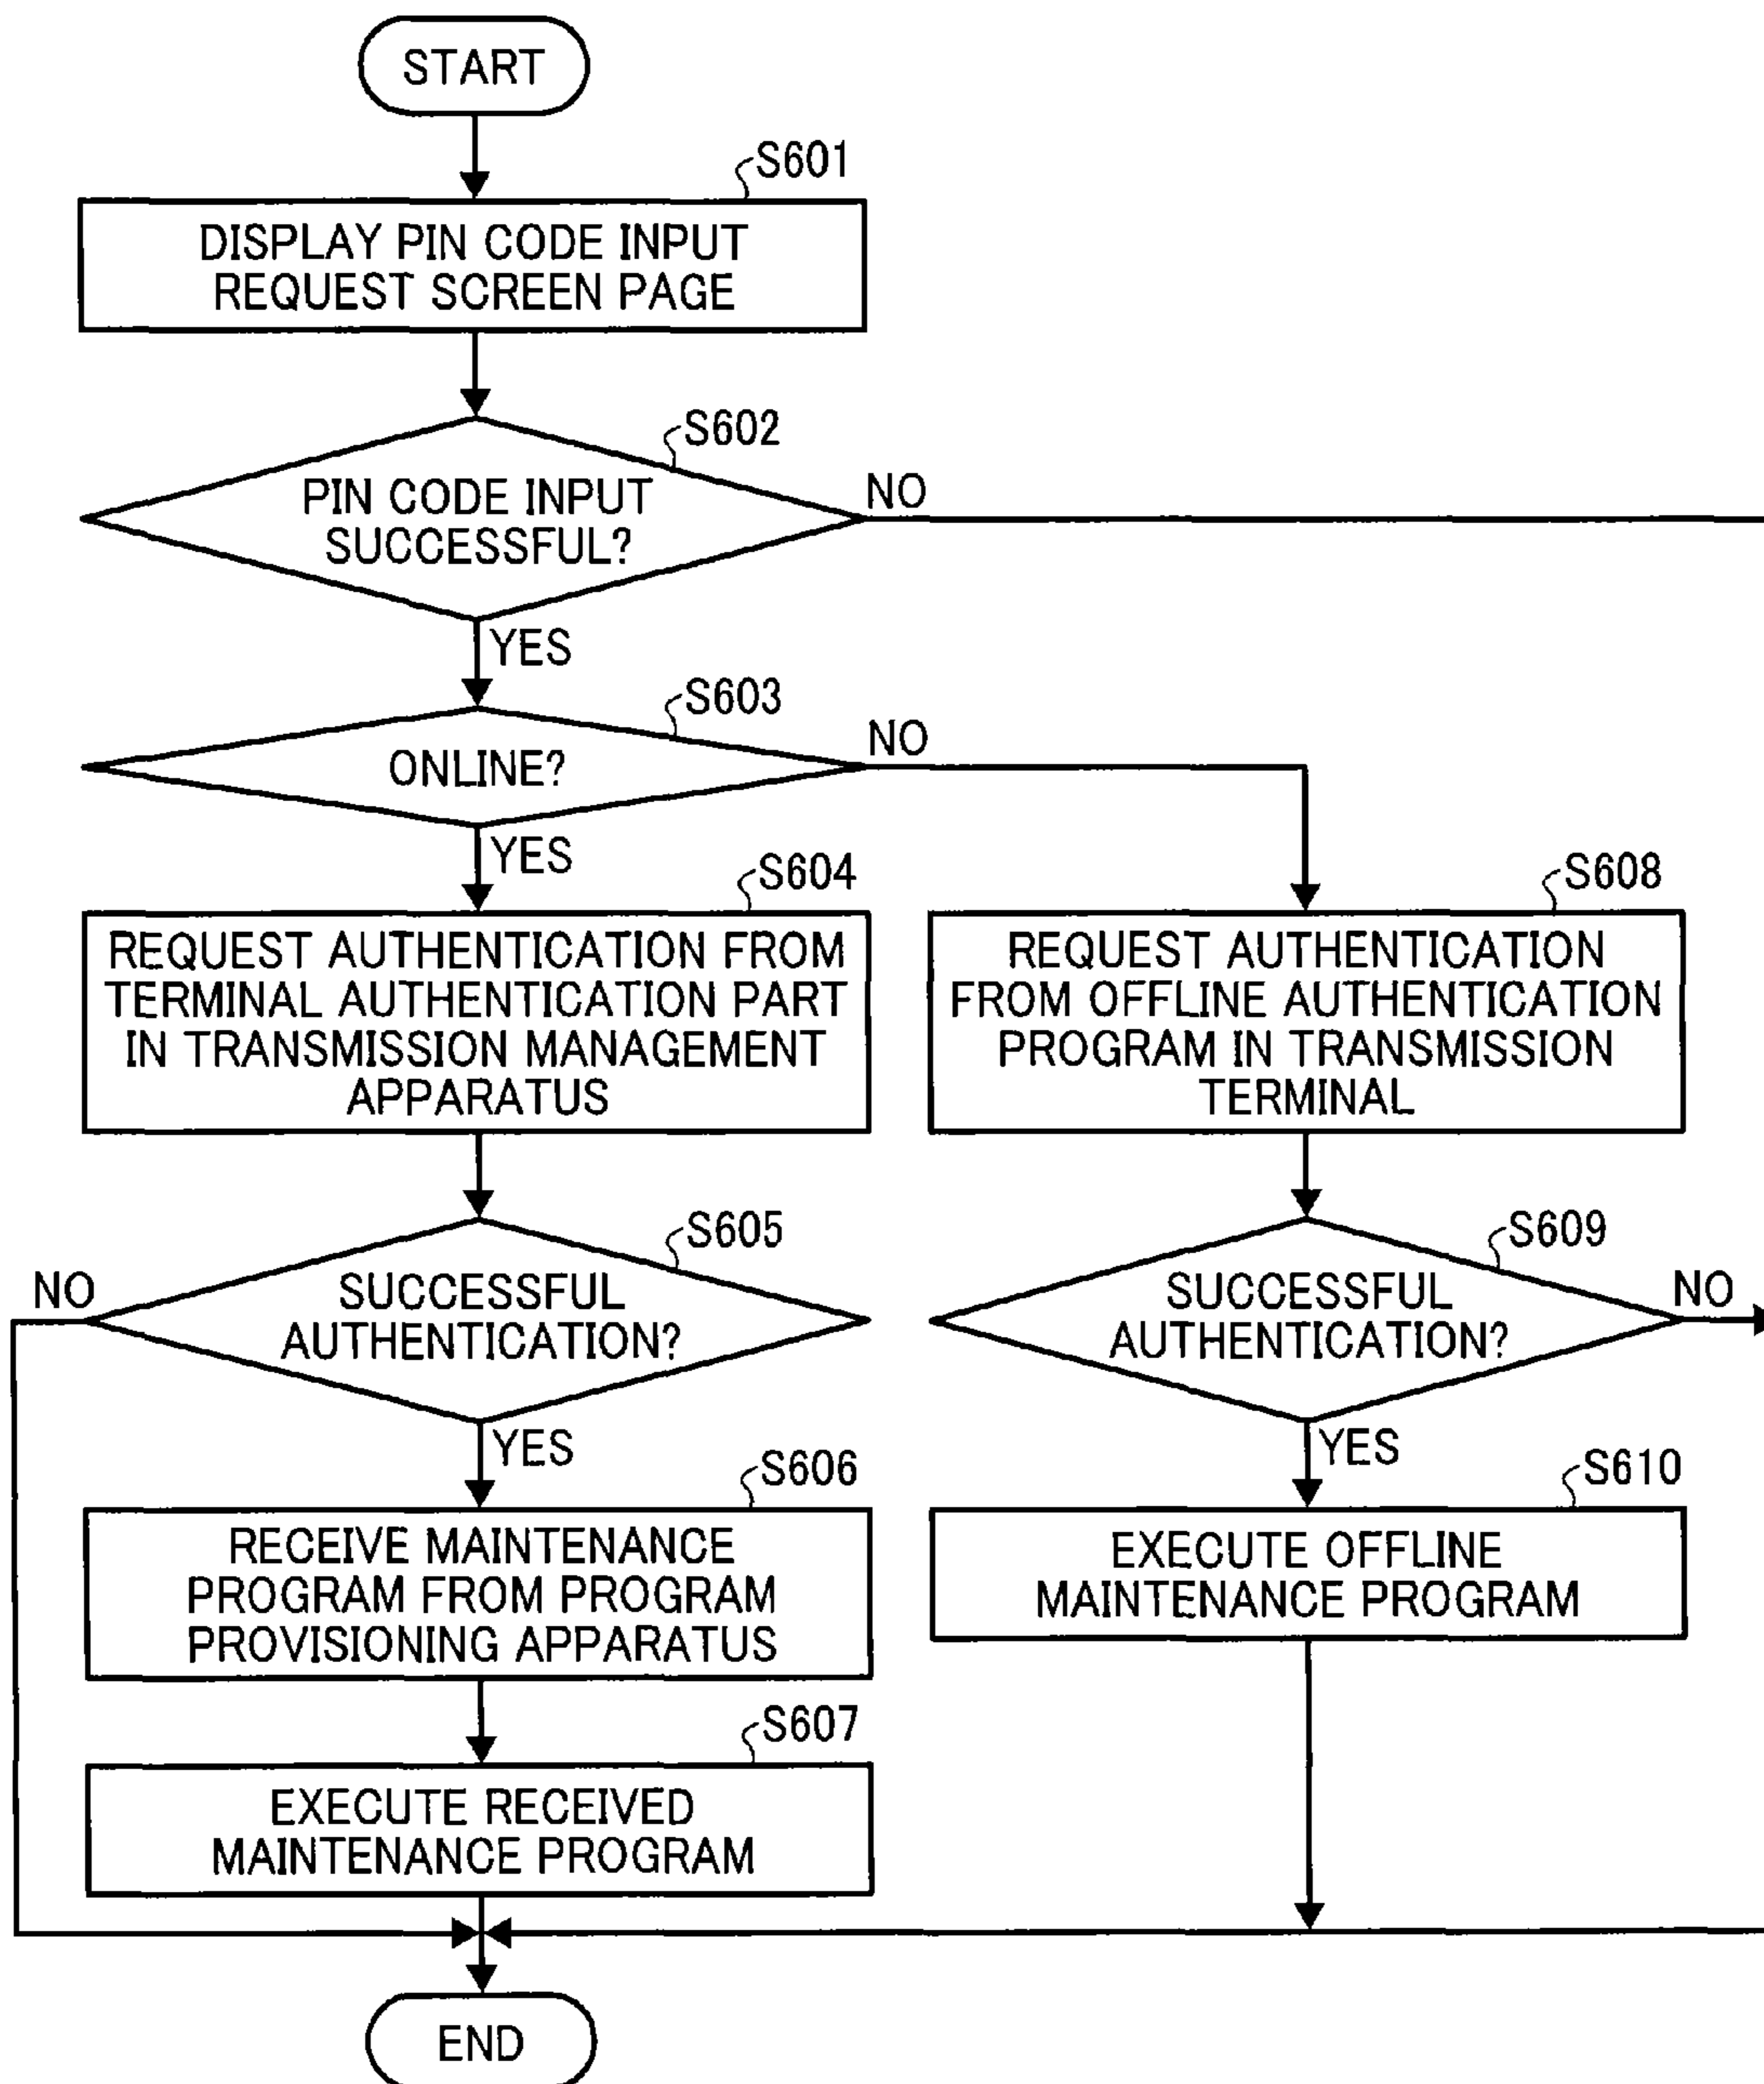 START
S601
DISPLAY PIN CODE INPUT
REQUEST SCREEN PAGE
S602
PIN CODE INPUT
SUCCESSFUL?
NO
YES
S603
ONLINE?
NO
YES
S604
REQUEST AUTHENTICATION FROM
TERMINAL AUTHENTICATION PART
IN TRANSMISSION MANAGEMENT
APPARATUS
S608
REQUEST AUTHENTICATION
FROM OFFLINE AUTHENTICATION
PROGRAM IN TRANSMISSION
TERMINAL
S605
SUCCESSFUL
AUTHENTICATION?
NO
YES
S609
SUCCESSFUL
AUTHENTICATION?
NO
YES
S606
RECEIVE MAINTENANCE
PROGRAM FROM PROGRAM
PROVISIONING APPARATUS
S610
EXECUTE OFFLINE
MAINTENANCE PROGRAM
S607
EXECUTE RECEIVED
MAINTENANCE PROGRAM
END